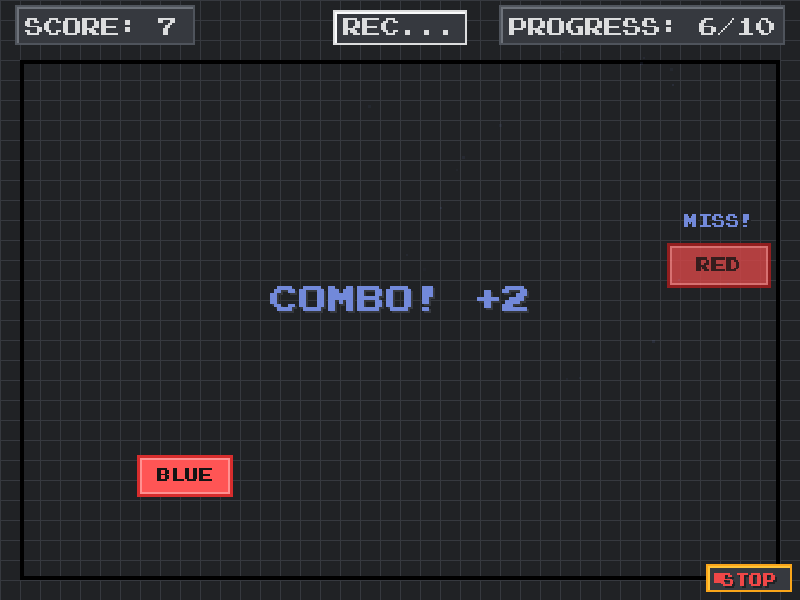 SCORE: 7
REC...
PROGRESS: 6/10
MISS!
RED
COMBO! +2
BLUE
STOP